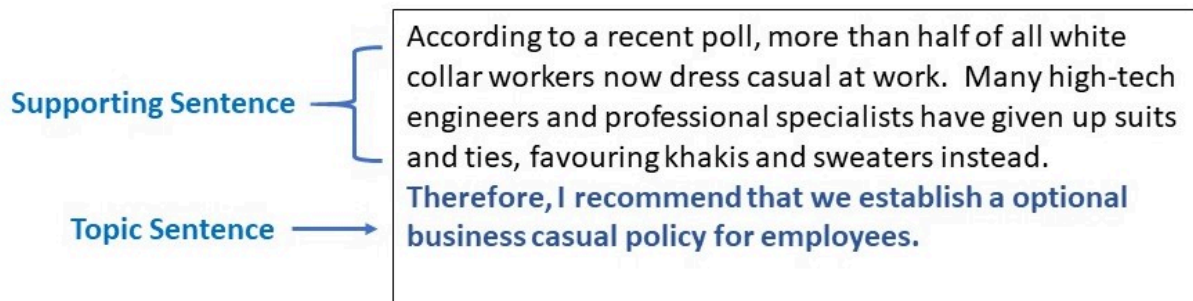 According to a recent poll, more than half of all white
collar workers now dress casual at work.  Many high-tech
engineers and professional specialists have given up suits
and ties, favouring khakis and sweaters instead.
Therefore, I recommend that we establish a optional
business casual policy for employees.
Supporting Sentence
Topic Sentence